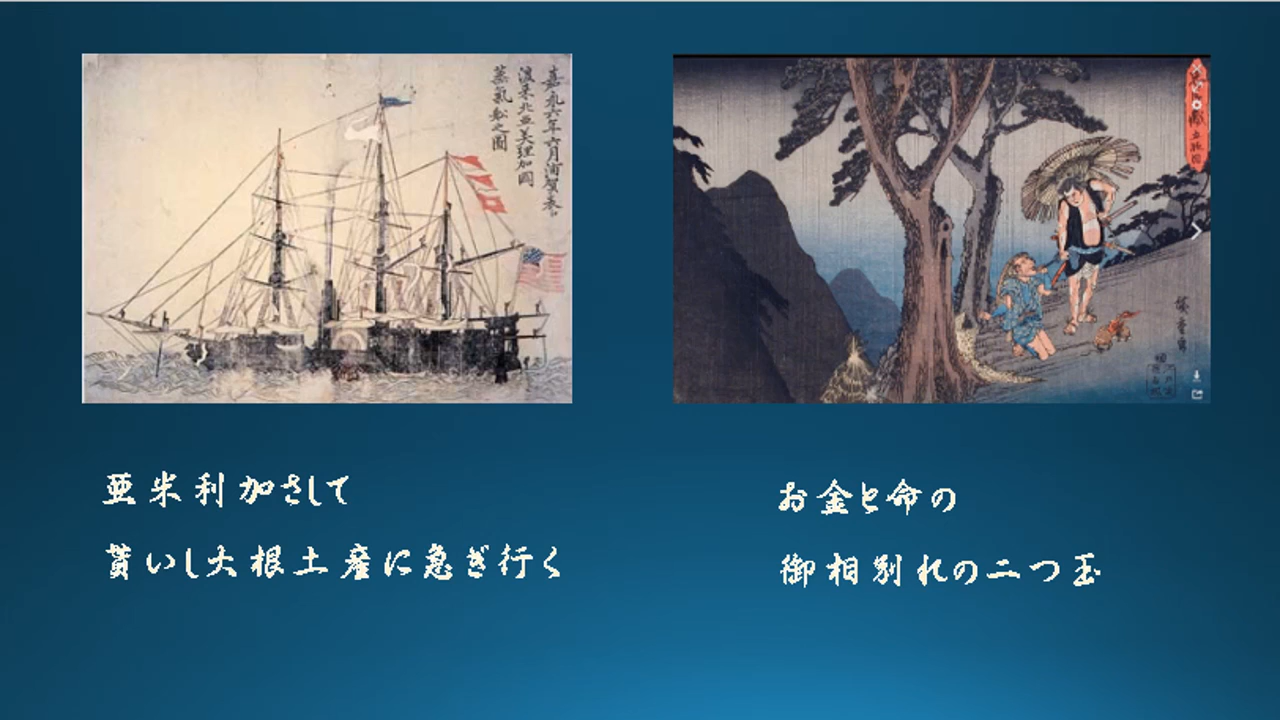 嘉永六年六月浦賀来
渡来北亜美理加國
蒸氣舩之圖
亜米利加さして
貰いし大根土産に急ぎ行く
お金と命の
御相別れの二つ玉